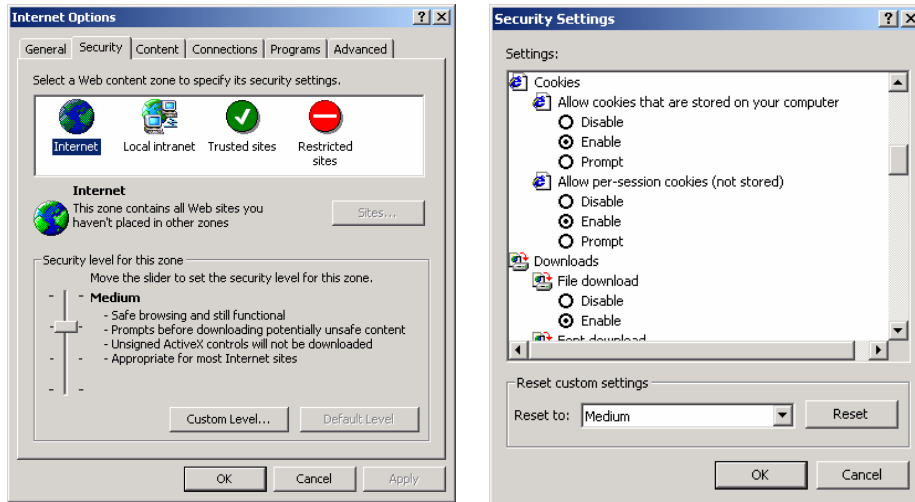 Internet Options
General Security Content Connections Programs Advanced
Select a Web content zone to specify its security settings.
Internet Local intranet Trusted sites Restricted
sites
Internet
This zone contains all Web sites you
haven't placed in other zones
Sites...
Security level for this zone
Move the slider to set the security level for this zone.
Medium
- Safe browsing and still functional
- Prompts before downloading potentially unsafe content
- Unsigned ActiveX controls will not be downloaded
- Appropriate for most Internet sites
Custom Level... Default Level
OK Cancel Apply
Security Settings
Settings:
Cookies
Allow cookies that are stored on your computer
Disable
Enable
Prompt
Allow per-session cookies (not stored)
Disable
Enable
Prompt
Downloads
File download
Disable
Enable
Font download
Reset custom settings
Reset to: Medium Reset
OK Cancel